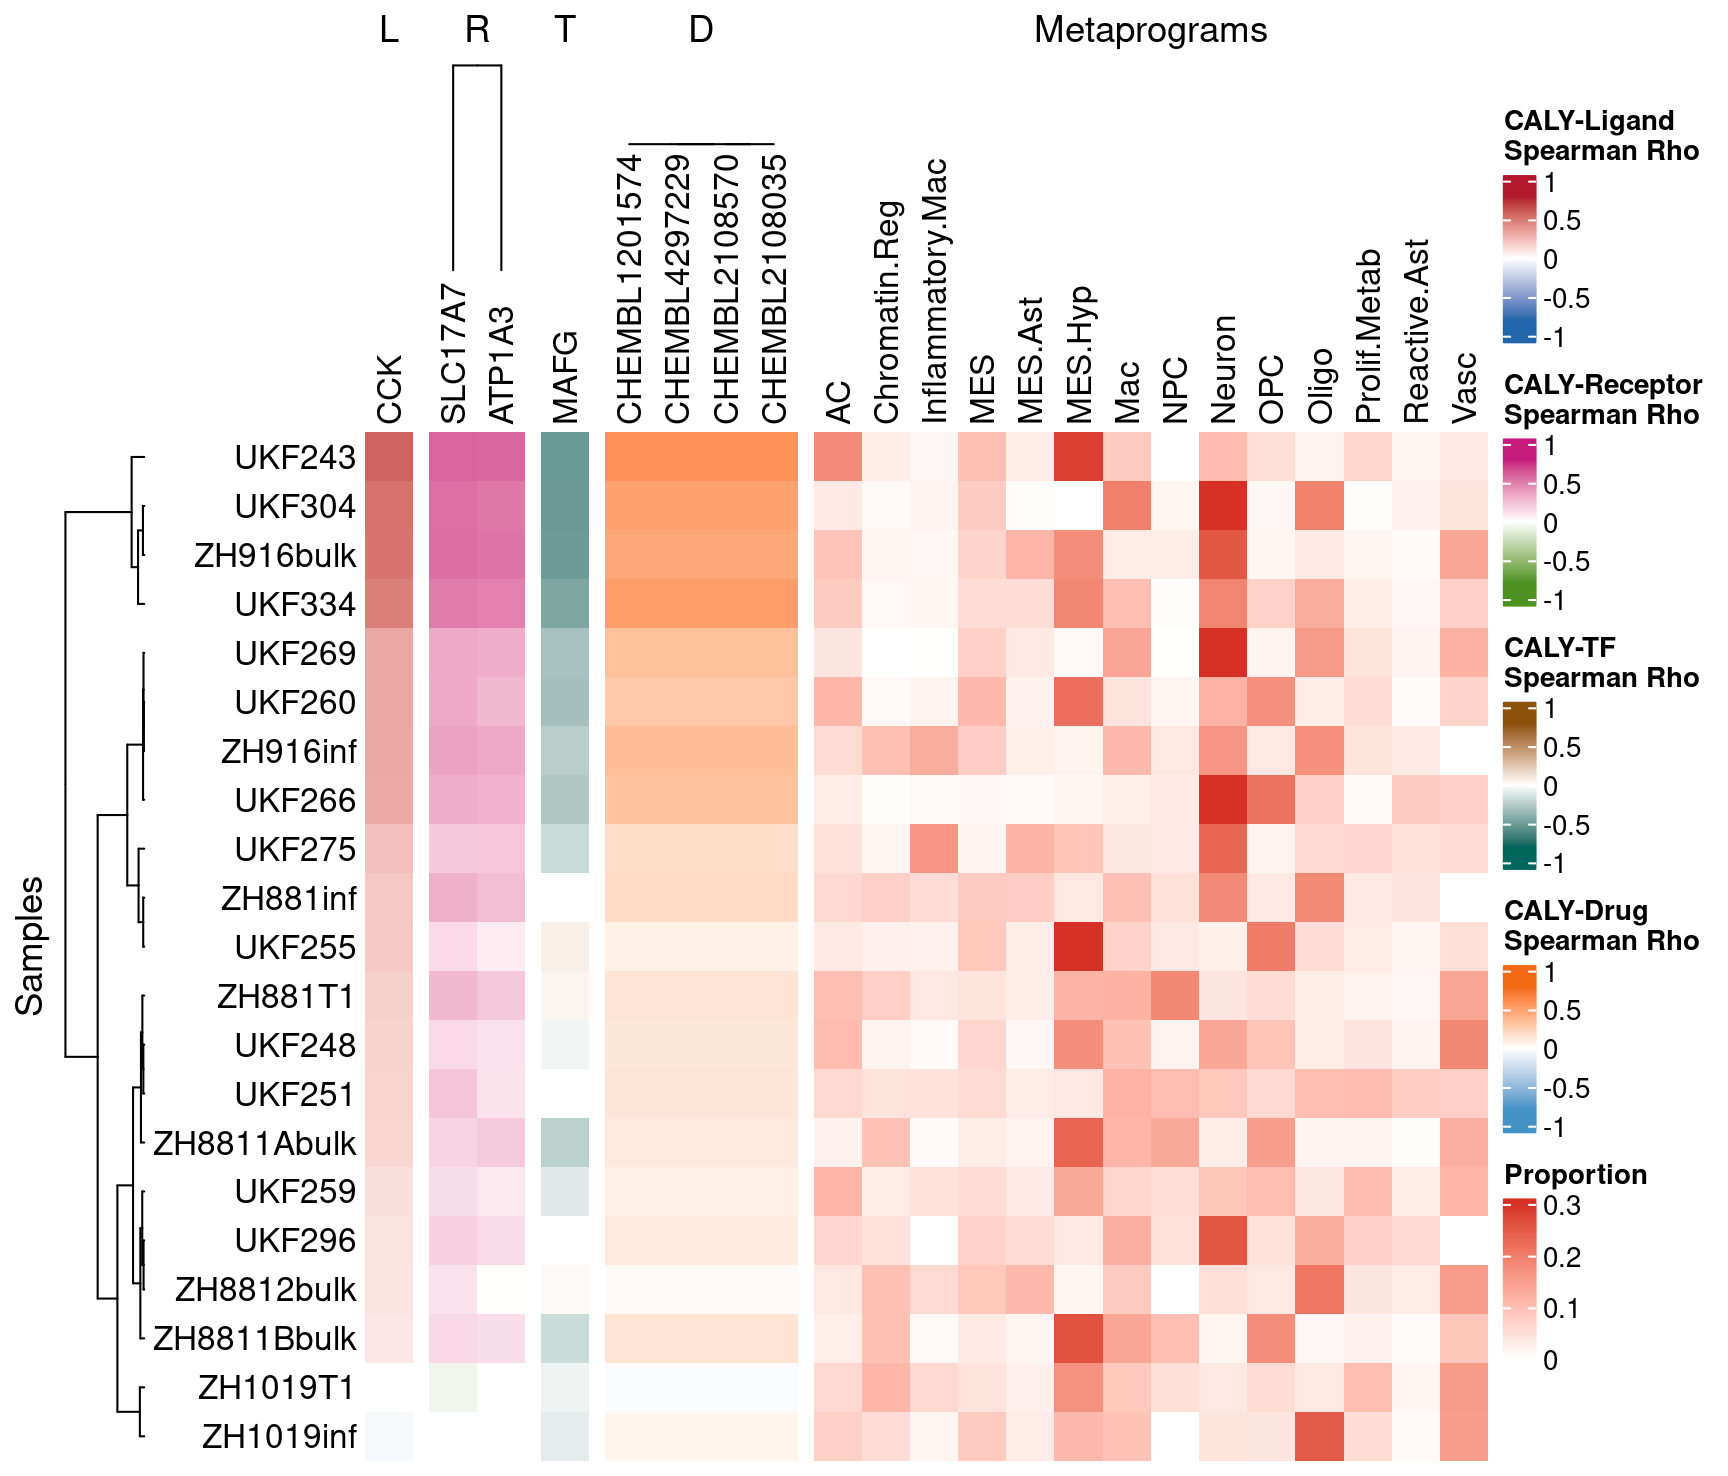 L R T D Metaprograms
CCK
SLC17A7
ATP1A3
MAFG
CHEMBL1201574
CHEMBL4297229
CHEMBL2108570
CHEMBL2108035
AC
Chromatin.Reg
Inflammatory.Mac
MES
MES.Ast
MES.Hyp
Mac
NPC
Neuron
OPC
Oligo
Prolif.Metab
Reactive.Ast
Vasc
Samples
UKF243
UKF304
ZH916bulk
UKF334
UKF269
UKF260
ZH916inf
UKF266
UKF275
ZH881inf
UKF255
ZH881T1
UKF248
UKF251
ZH8811Abulk
UKF259
UKF296
ZH8812bulk
ZH8811Bbulk
ZH1019T1
ZH1019inf
CALY-Ligand
Spearman Rho
1
0.5
0
-0.5
-1
CALY-Receptor
Spearman Rho
1
0.5
0
-0.5
-1
CALY-TF
Spearman Rho
1
0.5
0
-0.5
-1
CALY-Drug
Spearman Rho
1
0.5
0
-0.5
-1
Proportion
0.3
0.2
0.1
0